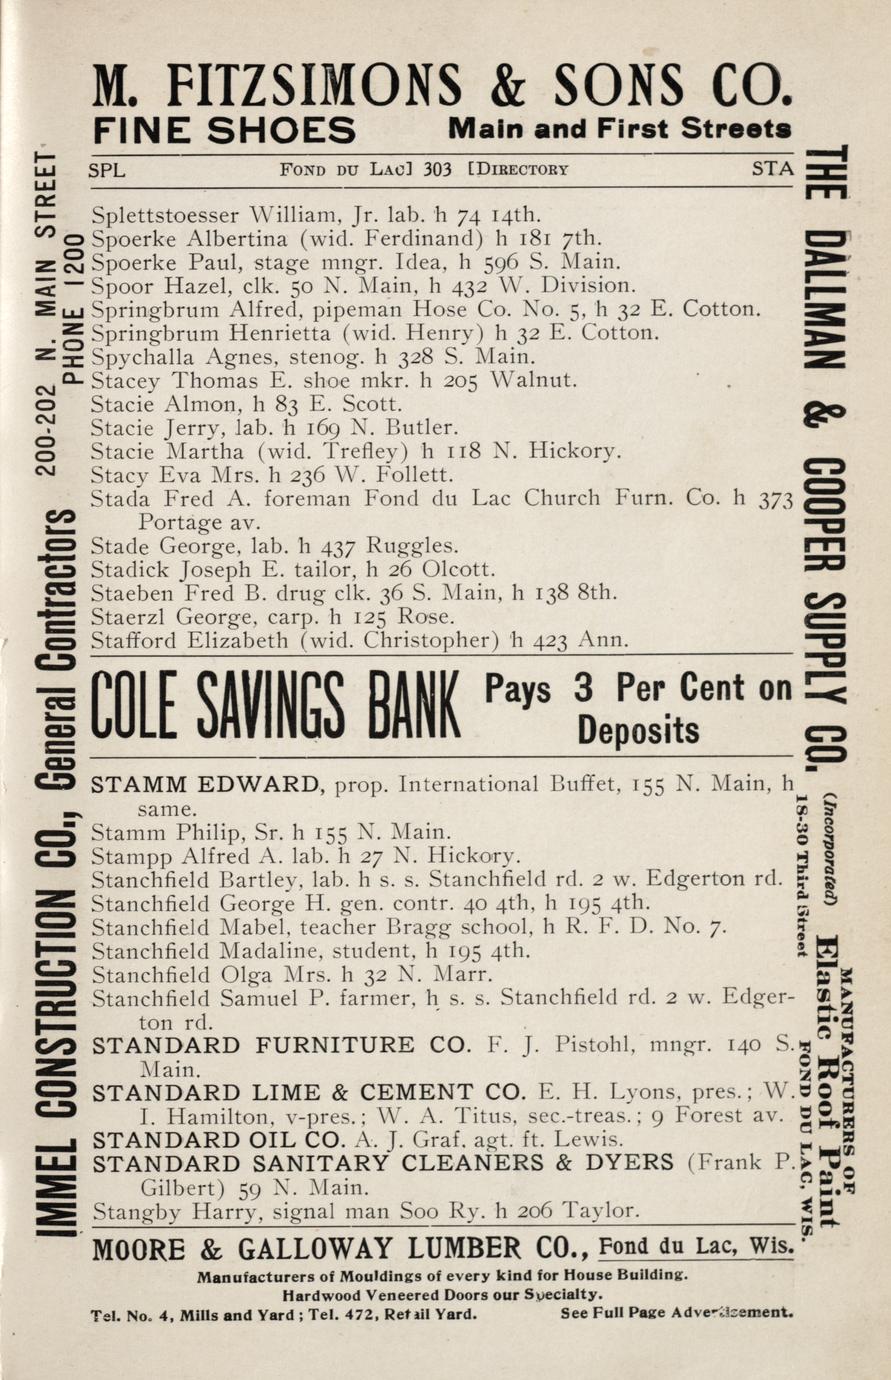 M. FITZSIMONS & SONS CO.
FINE SHOES Main and First Streets
SPL FOND DU LAC] 303 [DIRECTORY STA
Splettstoesser William, Jr. lab. h 74 14th.
Spoerke Albertina (wid. Ferdinand) h 181 7th.
Spoerke Paul, stage mngr. Idea, h 596 S. Main.
Spoor Hazel, clk. 50 N. Main, h 432 W. Division.
Springbrum Alfred, pipeman Hose Co. No. 5, h 32 E. Cotton.
Springbrum Henrietta (wid. Henry) h 32 E. Cotton.
Spychalla Agnes, stenog. h 328 S. Main.
Stacey Thomas E. shoe mkr. h 205 Walnut.
Stacie Almon, h 83 E. Scott.
Stacie Jerry, lab. h 169 N. Butler.
Stacie Martha (wid. Trefley) h 118 N. Hickory.
Stacy Eva Mrs. h 236 W. Follett.
Stada Fred A. foreman Fond du Lac Church Furn. Co. h 373
Portage av.
Stade George, lab. h 437 Ruggles.
Stadick Joseph E. tailor, h 26 Olcott.
Staeben Fred B. drug clk. 36 S. Main, h 138 8th.
Staerzl George, carp. h 125 Rose.
Stafford Elizabeth (wid. Christopher) h 423 Ann.
COLE SAVINGS BANK Pays 3 Per Cent on
Deposits
STAMM EDWARD, prop. International Buffet, 155 N. Main, h
same.
Stamm Philip, Sr. h 155 N. Main.
Stampp Alfred A. lab. h 27 N. Hickory.
Stanchfield Bartley, lab. h s. s. Stanchfield rd. 2 w. Edgerton rd.
Stanchfield George H. gen. contr. 40 4th, h 195 4th.
Stanchfield Mabel, teacher Bragg school, h R. F. D. No. 7.
Stanchfield Madaline, student, h 195 4th.
Stanchfield Olga Mrs. h 32 N. Marr.
Stanchfield Samuel P. farmer, h s. s. Stanchfield rd. 2 w. Edger-
ton rd.
STANDARD FURNITURE CO. F. J. Pistohl, mngr. 140 S.
Main.
STANDARD LIME & CEMENT CO. E. H. Lyons, pres.; W.
I. Hamilton, v-pres.; W. A. Titus, sec.-treas.; 9 Forest av.
STANDARD OIL CO. A. J. Graf. agt. ft. Lewis.
STANDARD SANITARY CLEANERS & DYERS (Frank P.
Gilbert) 59 N. Main.
Stangby Harry, signal man Soo Ry. h 206 Taylor.
MOORE & GALLOWAY LUMBER CO., Fond du Lac, Wis.
Manufacturers of Mouldings of every kind for House Building.
Hardwood Veneered Doors our Specialty.
Tel. No. 4, Mills and Yard; Tel. 472, Retail Yard. See Full Page Advertisement.
IMMEL CONSTRUCTION CO., General Contractors 200-202 N. MAIN STREET
PHONE 1200
THE DALLMAN & COOPER SUPPLY CO.
(Incorporated)
18-30 Third Street
MANUFACTURERS OF
Elastic Roof Paint
FOND DU LAC, WIS.